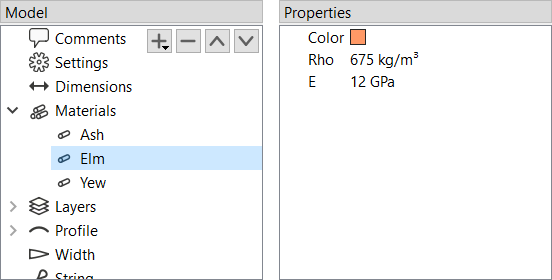 Model
Comments
Settings
Dimensions
Materials
Ash
Elm
Yew
Layers
Profile
Width
String
Properties
Color
Rho 675 kg/m³
E 12 GPa